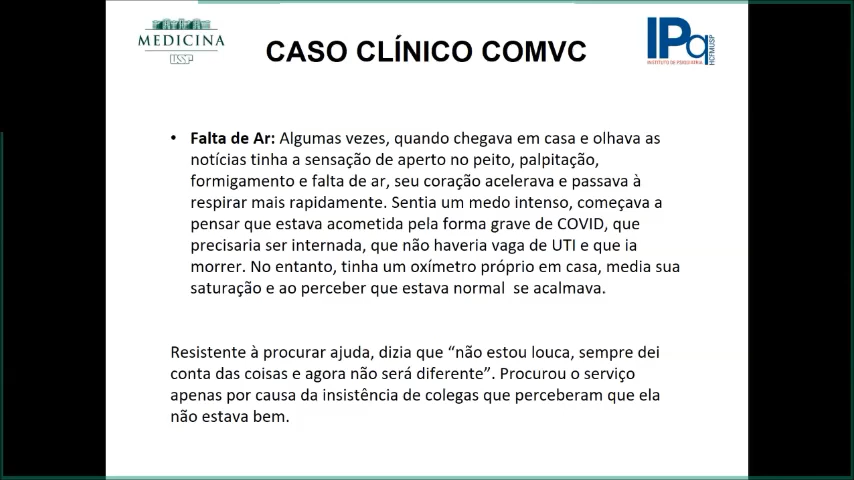 MEDICINA
USP
CASO CLÍNICO COMVC
IPq
INSTITUTO DE PSIQUIATRIA
HCFMUSP
• Falta de Ar: Algumas vezes, quando chegava em casa e olhava as
notícias tinha a sensação de aperto no peito, palpitação,
formigamento e falta de ar, seu coração acelerava e passava à
respirar mais rapidamente. Sentia um medo intenso, começava a
pensar que estava acometida pela forma grave de COVID, que
precisaria ser internada, que não haveria vaga de UTI e que ia
morrer. No entanto, tinha um oxímetro próprio em casa, media sua
saturação e ao perceber que estava normal  se acalmava.
Resistente à procurar ajuda, dizia que “não estou louca, sempre dei
conta das coisas e agora não será diferente”. Procurou o serviço
apenas por causa da insistência de colegas que perceberam que ela
não estava bem.